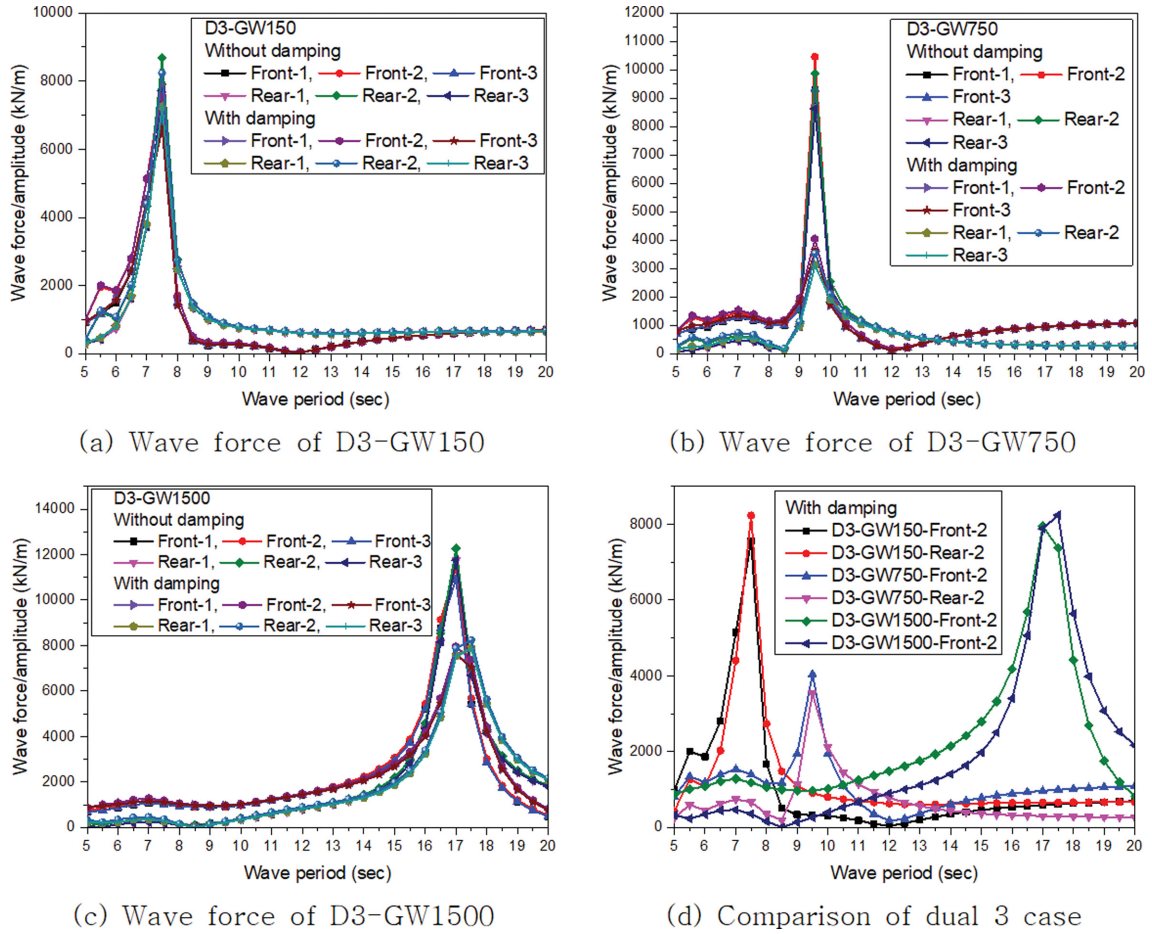 D3-GW150
Without damping
Front-1, Front-2, Front-3
Rear-1, Rear-2, Rear-3
With damping
Front-1, Front-2, Front-3
Rear-1, Rear-2, Rear-3
10000
8000
6000
4000
2000
0
Wave force/amplitude (kN/m)
5 6 7 8 9 10 11 12 13 14 15 16 17 18 19 20
Wave period (sec)
(a) Wave force of D3-GW150
D3-GW750
Without damping
Front-1, Front-2
Front-3
Rear-1, Rear-2
Rear-3
With damping
Front-1, Front-2
Front-3
Rear-1, Rear-2
Rear-3
12000
11000
10000
9000
8000
7000
6000
5000
4000
3000
2000
1000
0
Wave force/amplitude (kN/m)
5 6 7 8 9 10 11 12 13 14 15 16 17 18 19 20
Wave period (sec)
(b) Wave force of D3-GW750
D3-GW1500
Without damping
Front-1, Front-2, Front-3
Rear-1, Rear-2, Rear-3
With damping
Front-1, Front-2, Front-3
Rear-1, Rear-2, Rear-3
14000
12000
10000
8000
6000
4000
2000
0
Wave force/amplitude (kN/m)
5 6 7 8 9 10 11 12 13 14 15 16 17 18 19 20
Wave period (sec)
(c) Wave force of D3-GW1500
With damping
D3-GW150-Front-2
D3-GW150-Rear-2
D3-GW750-Front-2
D3-GW750-Rear-2
D3-GW1500-Front-2
D3-GW1500-Front-2
8000
6000
4000
2000
0
Wave force/amplitude (kN/m)
5 6 7 8 9 10 11 12 13 14 15 16 17 18 19 20
Wave period (sec)
(d) Comparison of dual 3 case